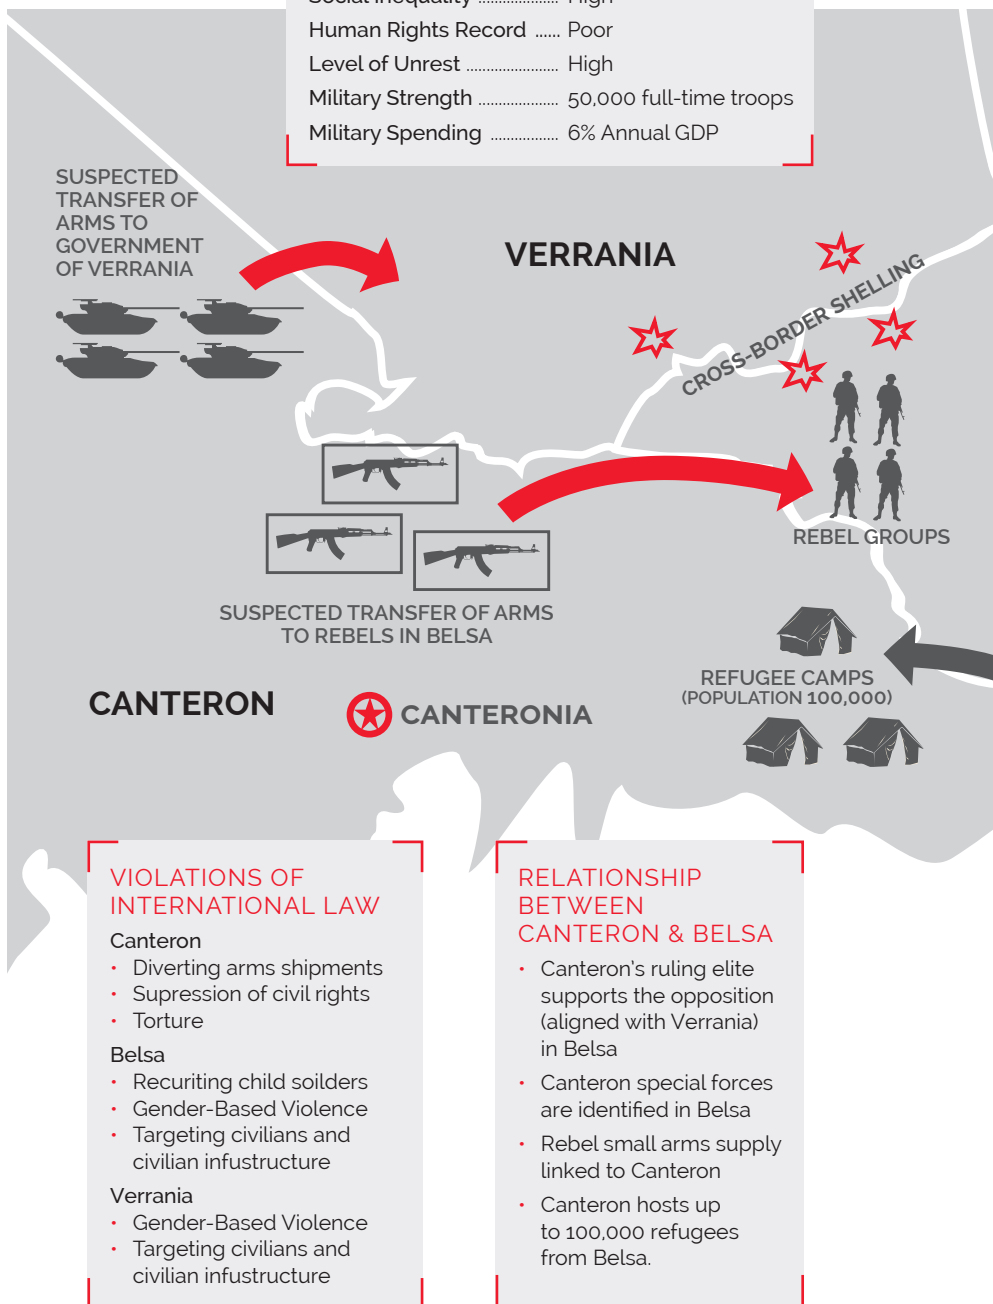 Social Inequality ..................... High
Human Rights Record ...... Poor
Level of Unrest ....................... High
Military Strength .................... 50,000 full-time troops
Military Spending ................. 6% Annual GDP
SUSPECTED
TRANSFER OF
ARMS TO
GOVERNMENT
OF VERRANIA
VERRANIA
CROSS-BORDER SHELLING
REBEL GROUPS
SUSPECTED TRANSFER OF ARMS
TO REBELS IN BELSA
REFUGEE CAMPS
(POPULATION 100,000)
CANTERON
CANTERONIA
VIOLATIONS OF
INTERNATIONAL LAW
Canteron
• Diverting arms shipments
• Supression of civil rights
• Torture
Belsa
• Recuriting child soilders
• Gender-Based Violence
• Targeting civilians and
civilian infustructure
Verrania
• Gender-Based Violence
• Targeting civilians and
civilian infustructure
RELATIONSHIP
BETWEEN
CANTERON & BELSA
• Canteron's ruling elite
supports the opposition
(aligned with Verrania)
in Belsa
• Canteron special forces
are identified in Belsa
• Rebel small arms supply
linked to Canteron
• Canteron hosts up
to 100,000 refugees
from Belsa.